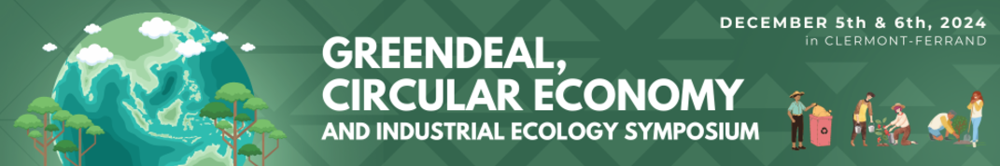 DECEMBER 5th & 6th, 2024
in CLERMONT-FERRAND
GREENDEAL,
CIRCULAR ECONOMY
AND INDUSTRIAL ECOLOGY SYMPOSIUM